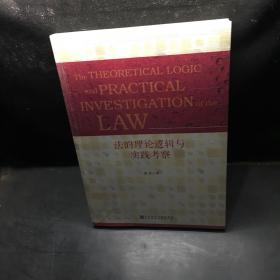 The THEORETICAL LOGIC
and PRACTICAL
INVESTIGATION of the
LAW
法的理论逻辑与
实践考察